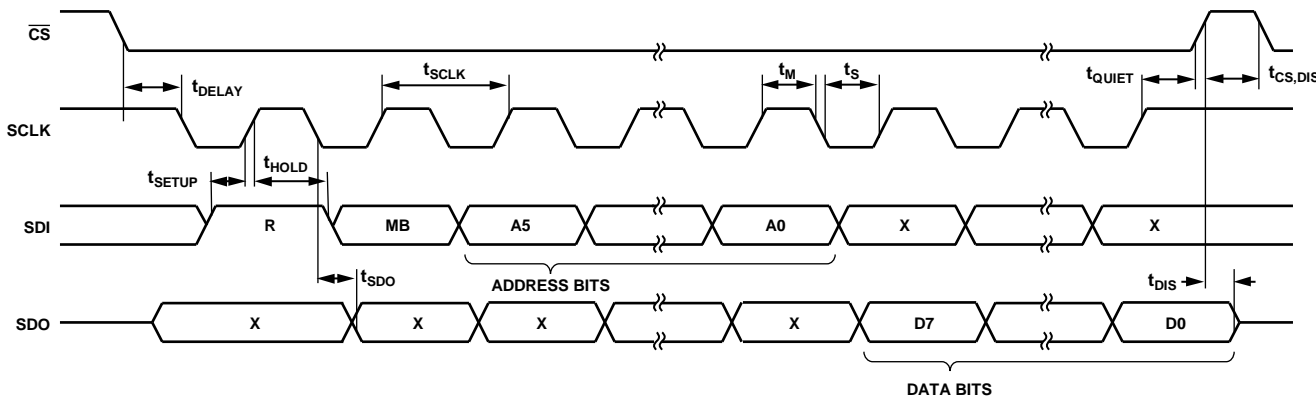 CS
tDELAY
tSCLK
tM
tS
tQUIET
tCS,DIS
SCLK
tSETUP
tHOLD
SDI
R
MB
A5
A0
X
X
tSDO
ADDRESS BITS
tDIS
SDO
X
X
X
X
D7
D0
DATA BITS